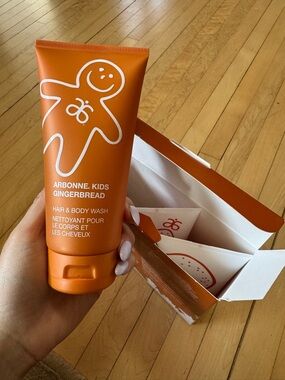 ARBONNE. KIDS
GINGERBREAD
HAIR & BODY WASH
NETTOYANT POUR
LE CORPS ET
LES CHEVEUX